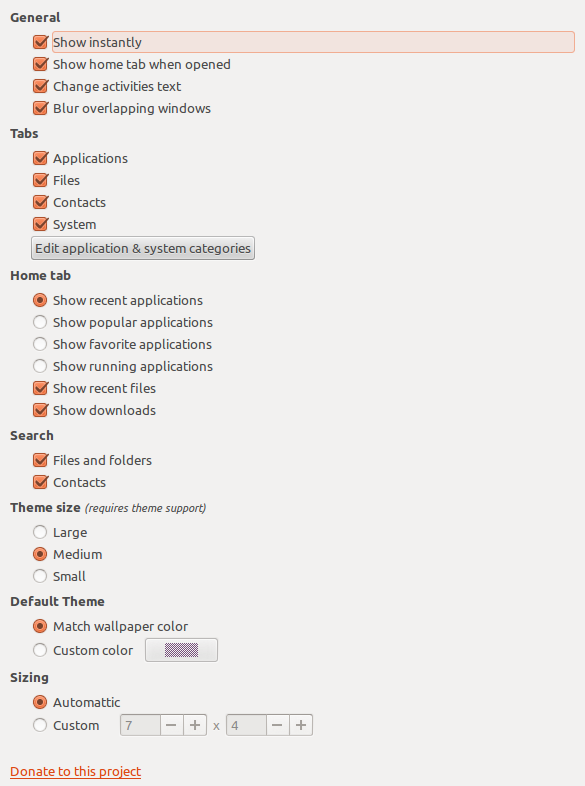 General
Show instantly
Show home tab when opened
Change activities text
Blur overlapping windows
Tabs
Applications
Files
Contacts
System
Edit application & system categories
Home tab
Show recent applications
Show popular applications
Show favorite applications
Show running applications
Show recent files
Show downloads
Search
Files and folders
Contacts
Theme size (requires theme support)
Large
Medium
Small
Default Theme
Match wallpaper color
Custom color
Sizing
Automattic
Custom 7 − + x 4 − +
Donate to this project